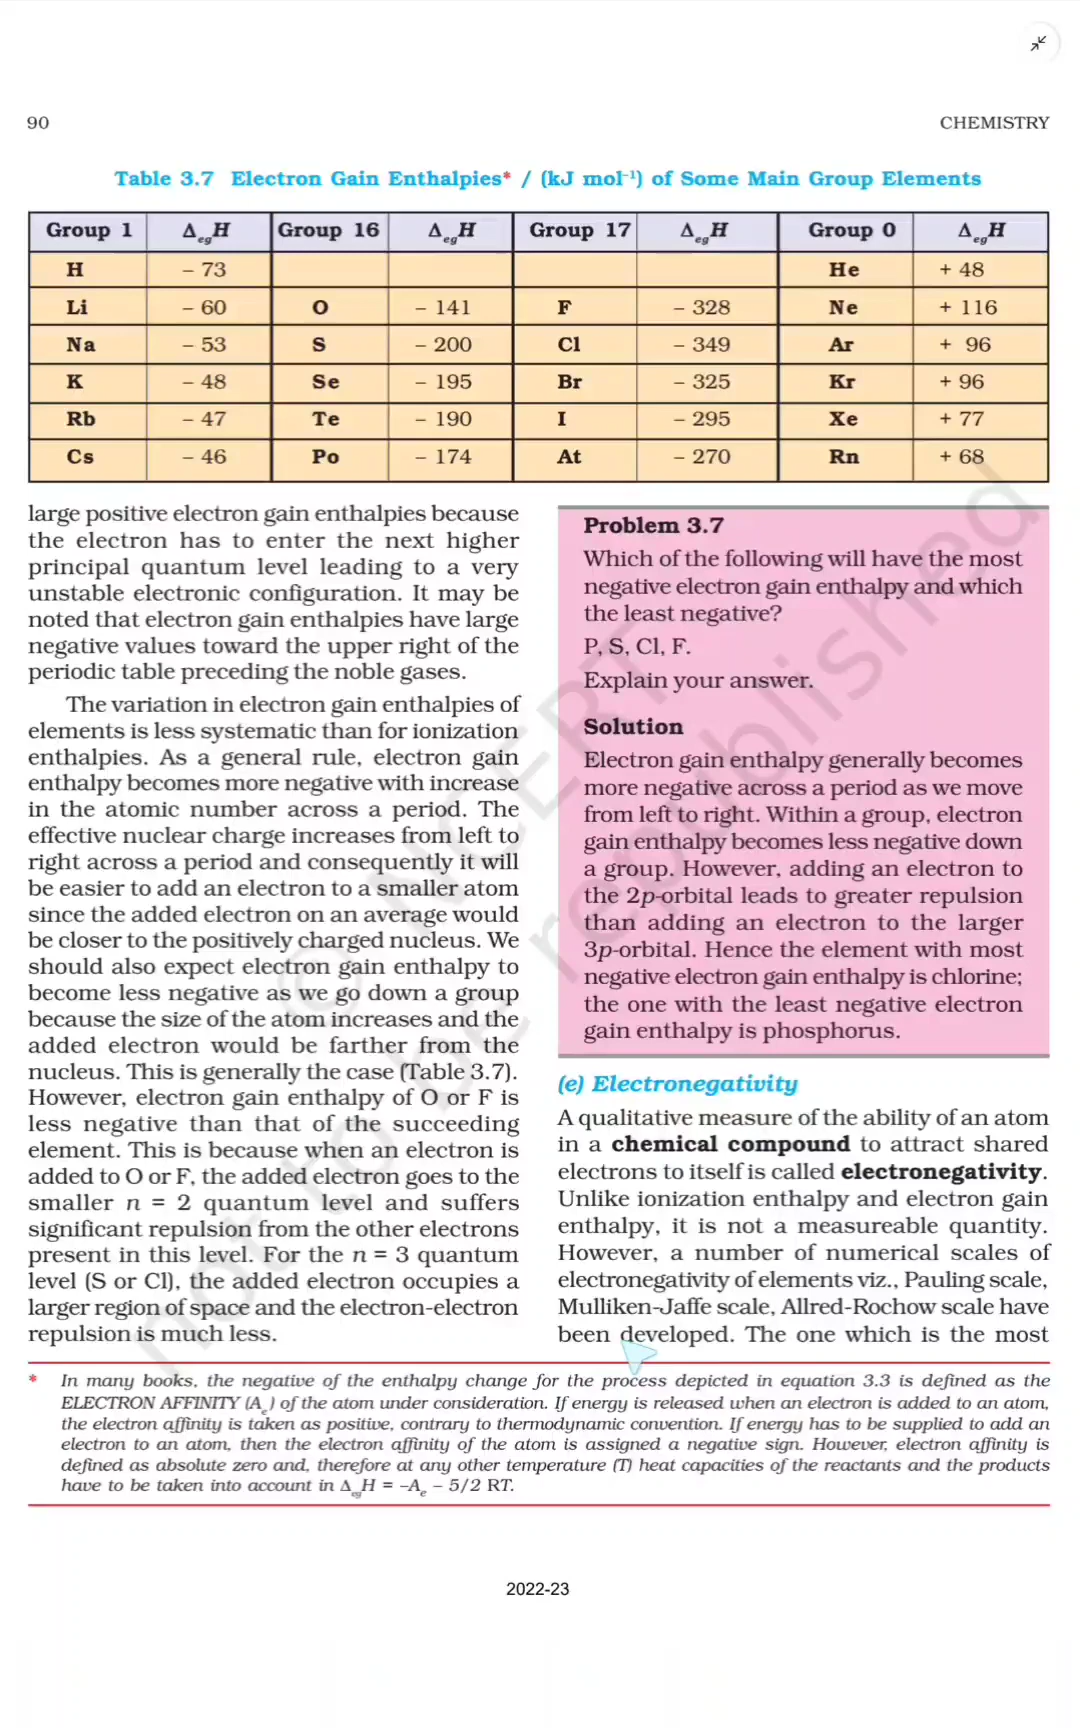 90
CHEMISTRY
Table 3.7 Electron Gain Enthalpies* / (kJ mol⁻¹) of Some Main Group Elements
Group 1 ΔegH Group 16 ΔegH Group 17 ΔegH Group 0 ΔegH
H – 73 He + 48
Li – 60 O – 141 F – 328 Ne + 116
Na – 53 S – 200 Cl – 349 Ar + 96
K – 48 Se – 195 Br – 325 Kr + 96
Rb – 47 Te – 190 I – 295 Xe + 77
Cs – 46 Po – 174 At – 270 Rn + 68
large positive electron gain enthalpies because
the electron has to enter the next higher
principal quantum level leading to a very
unstable electronic configuration. It may be
noted that electron gain enthalpies have large
negative values toward the upper right of the
periodic table preceding the noble gases.
The variation in electron gain enthalpies of
elements is less systematic than for ionization
enthalpies. As a general rule, electron gain
enthalpy becomes more negative with increase
in the atomic number across a period. The
effective nuclear charge increases from left to
right across a period and consequently it will
be easier to add an electron to a smaller atom
since the added electron on an average would
be closer to the positively charged nucleus. We
should also expect electron gain enthalpy to
become less negative as we go down a group
because the size of the atom increases and the
added electron would be farther from the
nucleus. This is generally the case (Table 3.7).
However, electron gain enthalpy of O or F is
less negative than that of the succeeding
element. This is because when an electron is
added to O or F, the added electron goes to the
smaller n = 2 quantum level and suffers
significant repulsion from the other electrons
present in this level. For the n = 3 quantum
level (S or Cl), the added electron occupies a
larger region of space and the electron-electron
repulsion is much less.
Problem 3.7
Which of the following will have the most
negative electron gain enthalpy and which
the least negative?
P, S, Cl, F.
Explain your answer.
Solution
Electron gain enthalpy generally becomes
more negative across a period as we move
from left to right. Within a group, electron
gain enthalpy becomes less negative down
a group. However, adding an electron to
the 2p-orbital leads to greater repulsion
than adding an electron to the larger
3p-orbital. Hence the element with most
negative electron gain enthalpy is chlorine;
the one with the least negative electron
gain enthalpy is phosphorus.
(e) Electronegativity
A qualitative measure of the ability of an atom
in a chemical compound to attract shared
electrons to itself is called electronegativity.
Unlike ionization enthalpy and electron gain
enthalpy, it is not a measureable quantity.
However, a number of numerical scales of
electronegativity of elements viz., Pauling scale,
Mulliken-Jaffe scale, Allred-Rochow scale have
been developed. The one which is the most
* In many books, the negative of the enthalpy change for the process depicted in equation 3.3 is defined as the
ELECTRON AFFINITY (Ae) of the atom under consideration. If energy is released when an electron is added to an atom,
the electron affinity is taken as positive, contrary to thermodynamic convention. If energy has to be supplied to add an
electron to an atom, then the electron affinity of the atom is assigned a negative sign. However, electron affinity is
defined as absolute zero and, therefore at any other temperature (T) heat capacities of the reactants and the products
have to be taken into account in ΔegH = –Ae – 5/2 RT.
© NCERT
not to be republished
2022-23